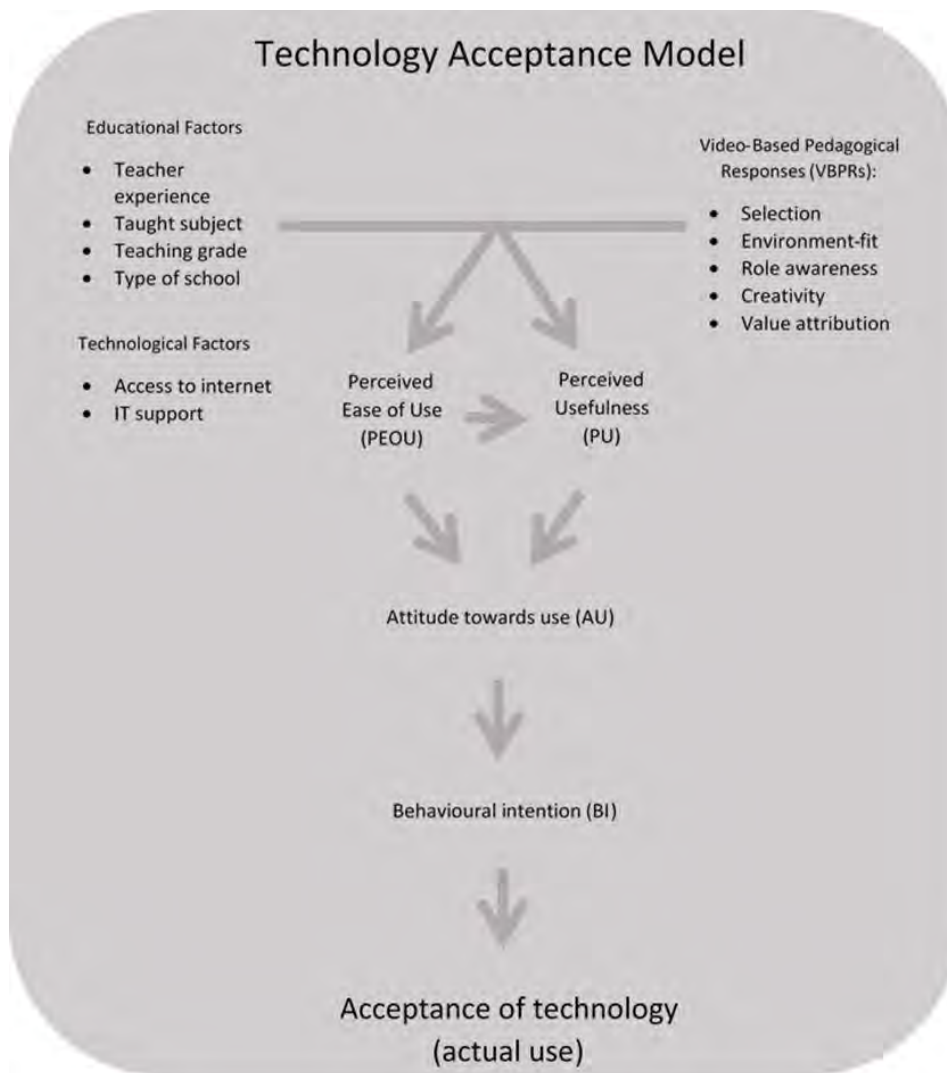 Technology Acceptance Model
Educational Factors
• Teacher
experience
• Taught subject
• Teaching grade
• Type of school
Technological Factors
• Access to internet
• IT support
Video-Based Pedagogical
Responses (VBPRs):
• Selection
• Environment-fit
• Role awareness
• Creativity
• Value attribution
Perceived
Ease of Use
(PEOU)
Perceived
Usefulness
(PU)
Attitude towards use (AU)
Behavioural intention (BI)
Acceptance of technology
(actual use)